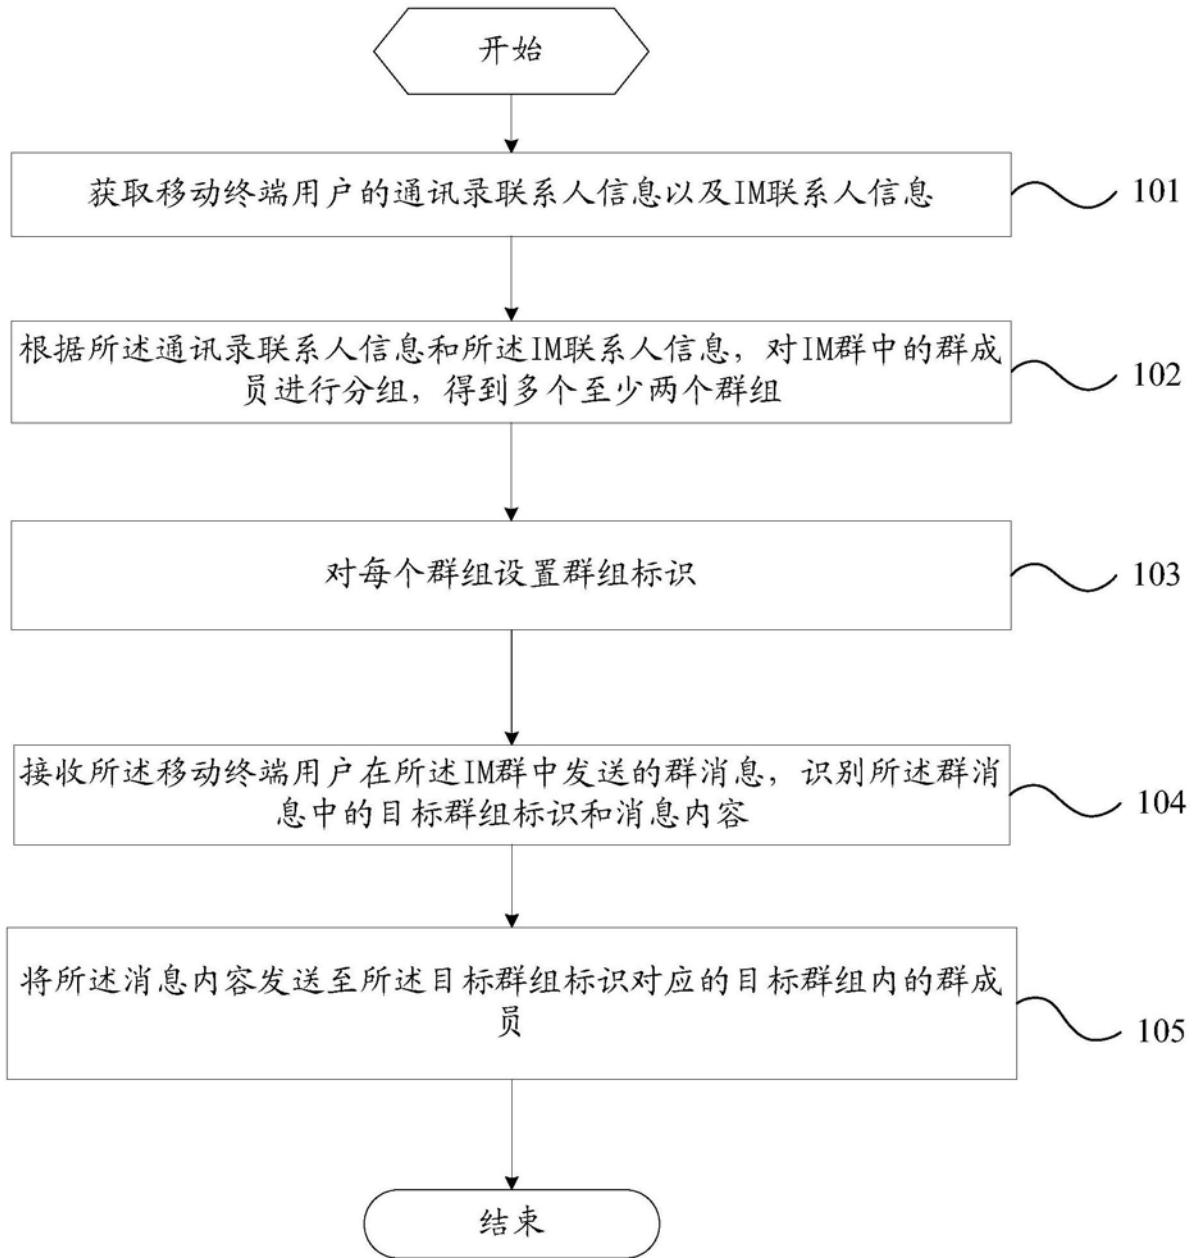 开始
获取移动终端用户的通讯录联系人信息以及IM联系人信息
101
根据所述通讯录联系人信息和所述IM联系人信息，对IM群中的群成
员进行分组，得到多个至少两个群组
102
对每个群组设置群组标识
103
接收所述移动终端用户在所述IM群中发送的群消息，识别所述群消
息中的目标群组标识和消息内容
104
将所述消息内容发送至所述目标群组标识对应的目标群组内的群成
员
105
结束